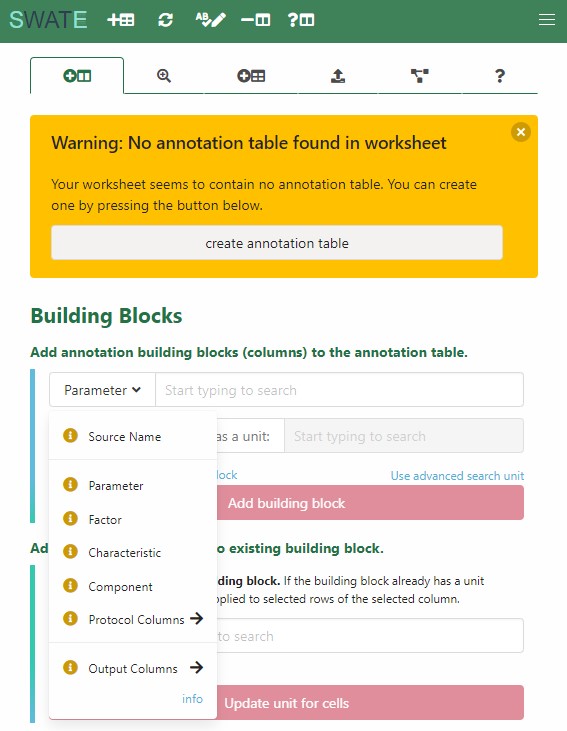 SWATE
Warning: No annotation table found in worksheet
Your worksheet seems to contain no annotation table. You can create
one by pressing the button below.
create annotation table
Building Blocks
Add annotation building blocks (columns) to the annotation table.
Parameter Start typing to search
Source Name
as a unit: Start typing to search
lock Use advanced search unit
Parameter
Add building block
Factor
Ad o existing building block.
Characteristic
ding block. If the building block already has a unit
Component
pplied to selected rows of the selected column.
Protocol Columns
to search
Output Columns
info
Update unit for cells